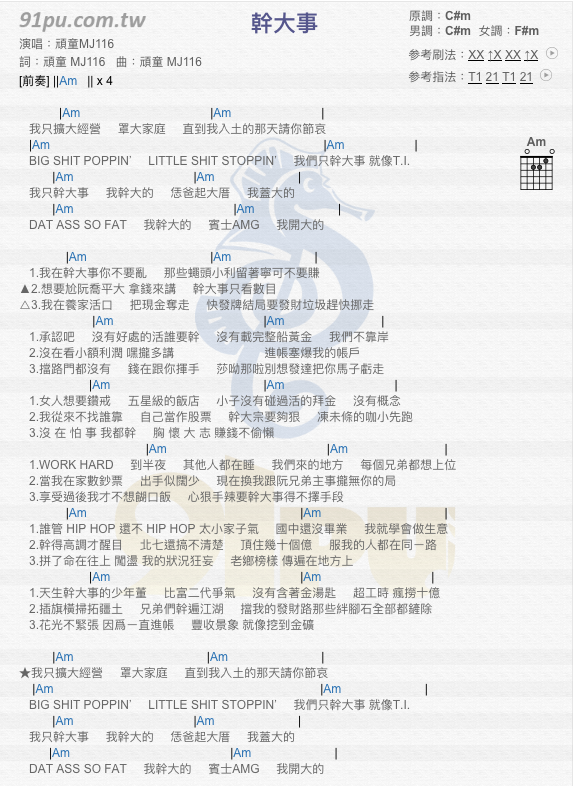 91pu.com.tw
幹大事
原調：C#m
男調：C#m 女調：F#m
演唱：頑童MJ116
詞：頑童 MJ116 曲：頑童 MJ116
參考刷法：XX ↑X XX ↑X
參考指法：T1 21 T1 21
[前奏] ||Am || x 4
Am
|Am |Am |
我只擴大經營 罩大家庭 直到我入土的那天請你節哀
|Am |Am |
BIG SHIT POPPIN' LITTLE SHIT STOPPIN' 我們只幹大事 就像T.I.
|Am |Am |
我只幹大事 我幹大的 恁爸起大厝 我蓋大的
|Am |Am |
DAT ASS SO FAT 我幹大的 賓士AMG 我開大的
|Am |Am |
1.我在幹大事你不要亂 那些蠅頭小利留著寧可不要賺
▲2.想要尬阮喬平大 拿錢來講 幹大事只看數目
△3.我在養家活口 把現金奪走 快發牌結局要發財垃圾趕快挪走
|Am |Am |
1.承認吧 沒有好處的活誰要幹 沒有載完整船黃金 我們不靠岸
2.沒在看小額利潤 嘿攏多講 進帳塞爆我的帳戶
3.擋路門都沒有 錢在跟你揮手 莎呦那啦別想發達把你馬子虧走
|Am |Am |
1.女人想要鑽戒 五星級的飯店 小子沒有碰過活的拜金 沒有概念
2.我從來不找誰靠 自己當作股票 幹大宗要夠狠 凍未條的咖小先跑
3.沒 在 怕 事 我都幹 胸 懷 大 志 賺錢不偷懶
|Am |Am |
1.WORK HARD 到半夜 其他人都在睡 我們來的地方 每個兄弟都想上位
2.當我在家數鈔票 出手似闊少 現在換我跟阮兄弟主事攏無你的局
3.享受過後我才不想餬口飯 心狠手辣要幹大事得不擇手段
|Am |Am |
1.誰管 HIP HOP 還不 HIP HOP 太小家子氣 國中還沒畢業 我就學會做生意
2.幹得高調才醒目 北七還搞不清楚 頂住幾十個億 服我的人都在同一路
3.拼了命在往上 闖盪 我的狀況狂妄 老鄉榜樣 傳遍在地方上
|Am |Am |
1.天生幹大事的少年董 比富二代爭氣 沒有含著金湯匙 超工時 瘋撈十億
2.插旗橫掃拓疆土 兄弟們幹遍江湖 擋我的發財路那些絆腳石全部都鏟除
3.花光不緊張 因為一直進帳 豐收景象 就像挖到金礦
|Am |Am |
★我只擴大經營 罩大家庭 直到我入土的那天請你節哀
|Am |Am |
BIG SHIT POPPIN' LITTLE SHIT STOPPIN' 我們只幹大事 就像T.I.
|Am |Am |
我只幹大事 我幹大的 恁爸起大厝 我蓋大的
|Am |Am |
DAT ASS SO FAT 我幹大的 賓士AMG 我開大的